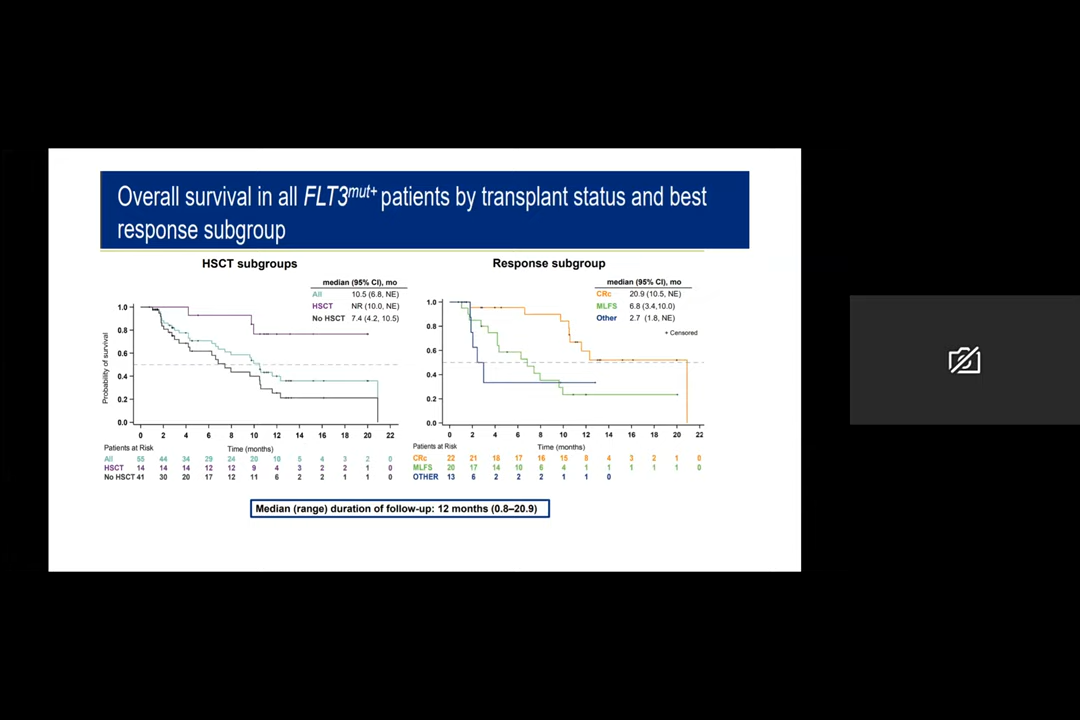 Overall survival in all FLT3mut+ patients by transplant status and best
response subgroup
HSCT subgroups
median (95% CI), mo
All 10.5 (6.8, NE)
HSCT NR (10.0, NE)
No HSCT 7.4 (4.2, 10.5)
Probability of survival
1.0
0.8
0.6
0.4
0.2
0.0
0 2 4 6 8 10 12 14 16 18 20 22
Patients at Risk
Time (months)
All 55 44 34 29 24 20 10 5 4 3 2 0
HSCT 14 14 14 12 12 9 4 3 2 2 1 0
No HSCT 41 30 20 17 12 11 6 2 2 1 1 0
Response subgroup
median (95% CI), mo
CRc 20.9 (10.5, NE)
MLFS 6.8 (3.4,10.0)
Other 2.7 (1.8, NE)
+ Censored
1.0
0.8
0.6
0.4
0.2
0.0
0 2 4 6 8 10 12 14 16 18 20 22
Patients at Risk
Time (months)
CRc 22 21 18 17 16 15 8 4 3 2 1 0
MLFS 20 17 14 10 6 4 1 1 1 1 1 0
OTHER 13 6 2 2 2 1 1 0
Median (range) duration of follow-up: 12 months (0.8–20.9)